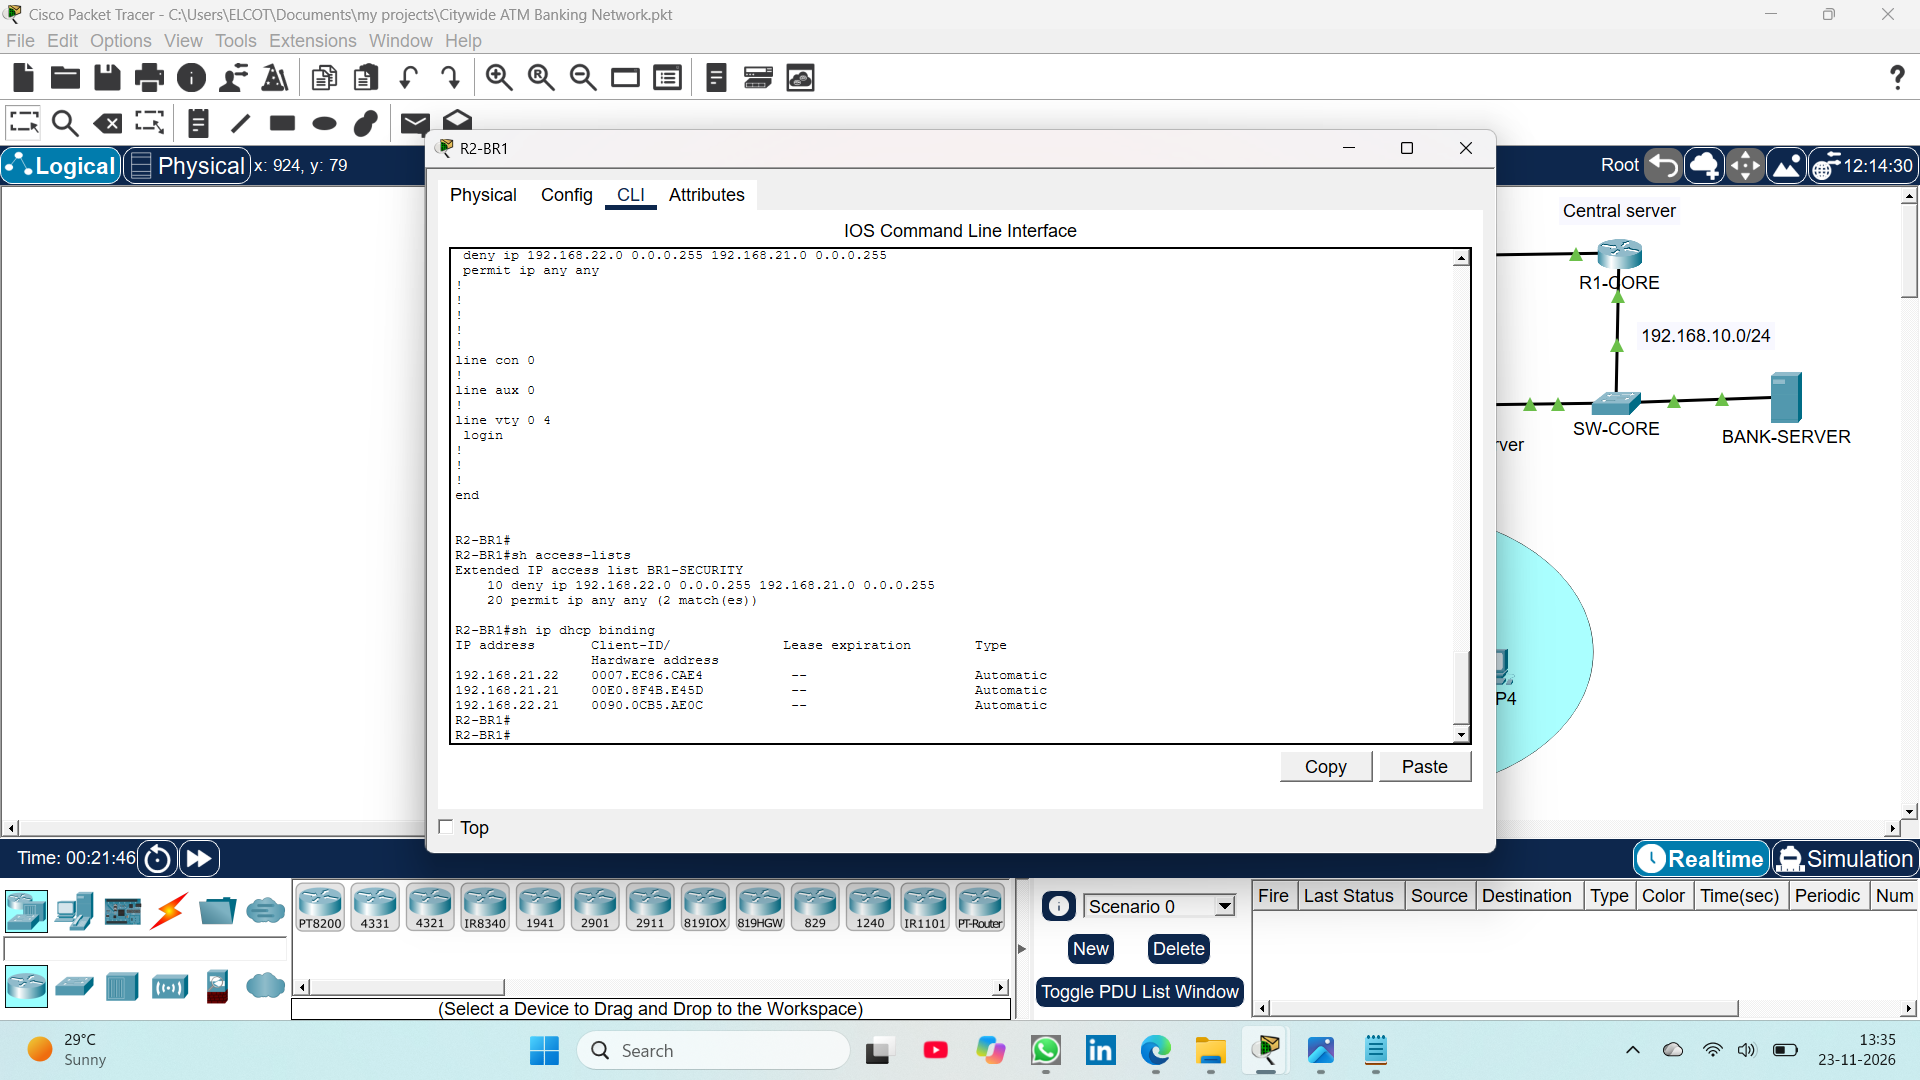 Cisco Packet Tracer - C:\Users\ELCOT\Documents\my projects\Citywide ATM Banking Network.pkt
File Edit Options View Tools Extensions Window Help
Logical Physical x: 924, y: 79
Root 12:14:30
R2-BR1
Physical Config CLI Attributes
IOS Command Line Interface
deny ip 192.168.22.0 0.0.0.255 192.168.21.0 0.0.0.255
permit ip any any
!
!
!
!
!
line con 0
!
line aux 0
!
line vty 0 4
login
!
!
!
end
R2-BR1#
R2-BR1#sh access-lists
Extended IP access list BR1-SECURITY
10 deny ip 192.168.22.0 0.0.0.255 192.168.21.0 0.0.0.255
20 permit ip any any (2 match(es))
R2-BR1#sh ip dhcp binding
IP address Client-ID/ Lease expiration Type
Hardware address
192.168.21.22 0007.EC86.CAE4 -- Automatic
192.168.21.21 00E0.8F4B.E45D -- Automatic
192.168.22.21 0090.0CB5.AE0C -- Automatic
R2-BR1#
R2-BR1#
Copy Paste
Top
Central server
R1-CORE
192.168.10.0/24
SW-CORE
BANK-SERVER
rver
P4
Time: 00:21:46
Realtime Simulation
PT8200 4331 4321 IR8340 1941 2901 2911 819IOX 819HGW 829 1240 IR1101 PT-Router
(Select a Device to Drag and Drop to the Workspace)
Scenario 0
New Delete
Toggle PDU List Window
Fire Last Status Source Destination Type Color Time(sec) Periodic Num
29°C
Sunny
Search
13:35
23-11-2026